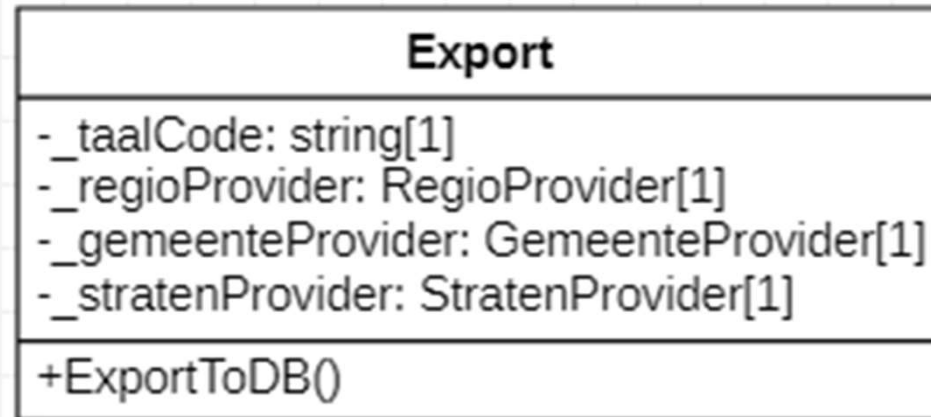 Export
-_taalCode: string[1]
-_regioProvider: RegioProvider[1]
-_gemeenteProvider: GemeenteProvider[1]
-_stratenProvider: StratenProvider[1]
+ExportToDB()